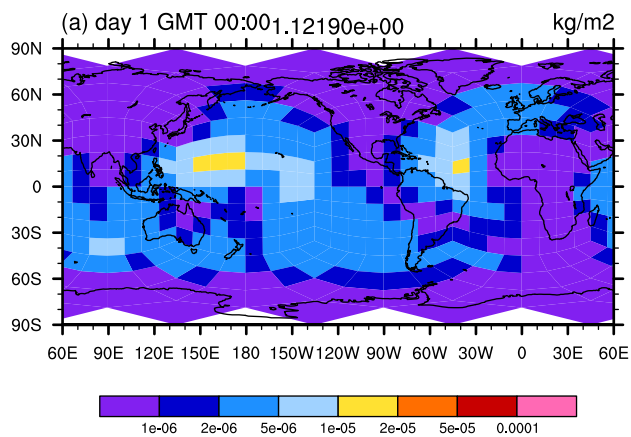 (a) day 1 GMT 00:00 1.12190e+00 kg/m2
90N
60N
30N
0
30S
60S
90S
60E 90E 120E 150E 180 150W 120W 90W 60W 30W 0 30E 60E
1e-06 2e-06 5e-06 1e-05 2e-05 5e-05 0.0001